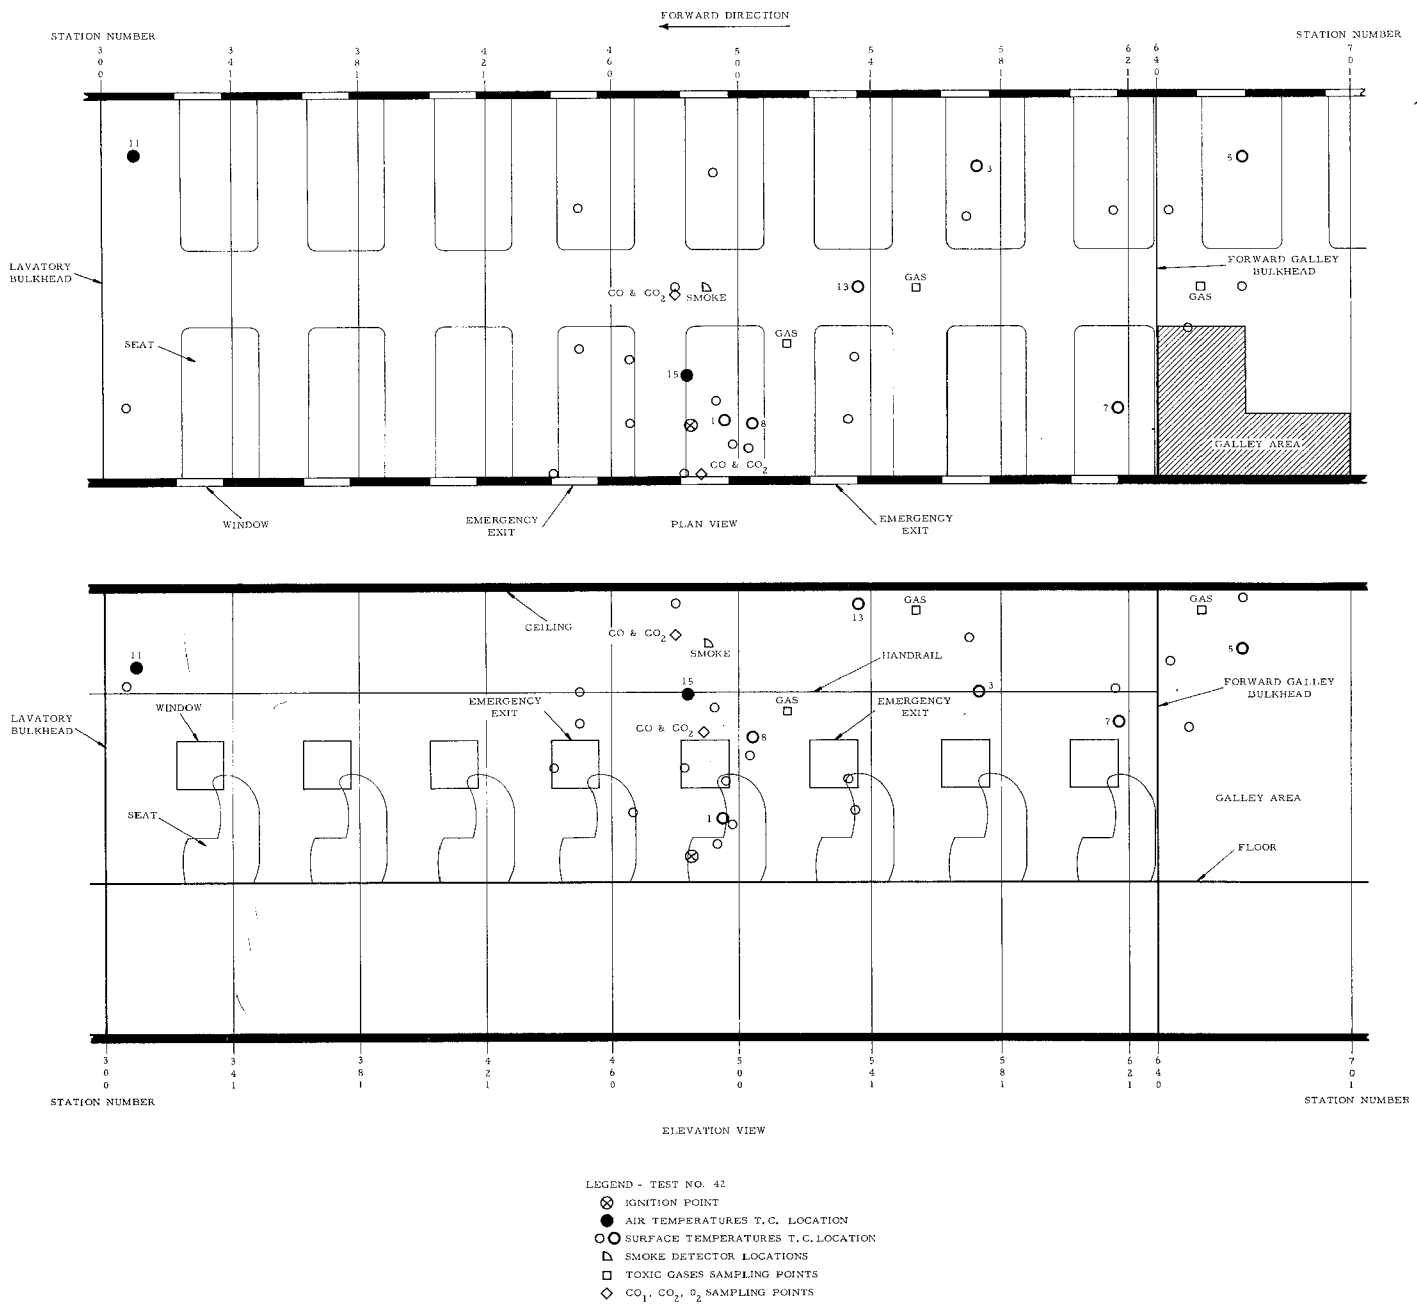 FORWARD DIRECTION
STATION NUMBER
STATION NUMBER
300 341 381 421 460 500 541 581 621 640 701
11
3
5
LAVATORY
BULKHEAD
FORWARD GALLEY
BULKHEAD
CO & CO2
SMOKE
13
GAS
GAS
SEAT
GAS
15
1
8
7
CO & CO2
GALLEY AREA
WINDOW
EMERGENCY
EXIT
PLAN VIEW
EMERGENCY
EXIT
CEILING
GAS
GAS
13
CO & CO2
SMOKE
11
HANDRAIL
5
15
3
FORWARD GALLEY
BULKHEAD
LAVATORY
BULKHEAD
WINDOW
EMERGENCY
EXIT
GAS
EMERGENCY
EXIT
CO & CO2
8
7
SEAT
1
GALLEY AREA
FLOOR
300 341 381 421 460 500 541 581 621 640 701
STATION NUMBER
STATION NUMBER
ELEVATION VIEW
LEGEND - TEST NO. 42
IGNITION POINT
AIR TEMPERATURES T.C. LOCATION
SURFACE TEMPERATURES T.C. LOCATION
SMOKE DETECTOR LOCATIONS
TOXIC GASES SAMPLING POINTS
CO1, CO2, O2 SAMPLING POINTS